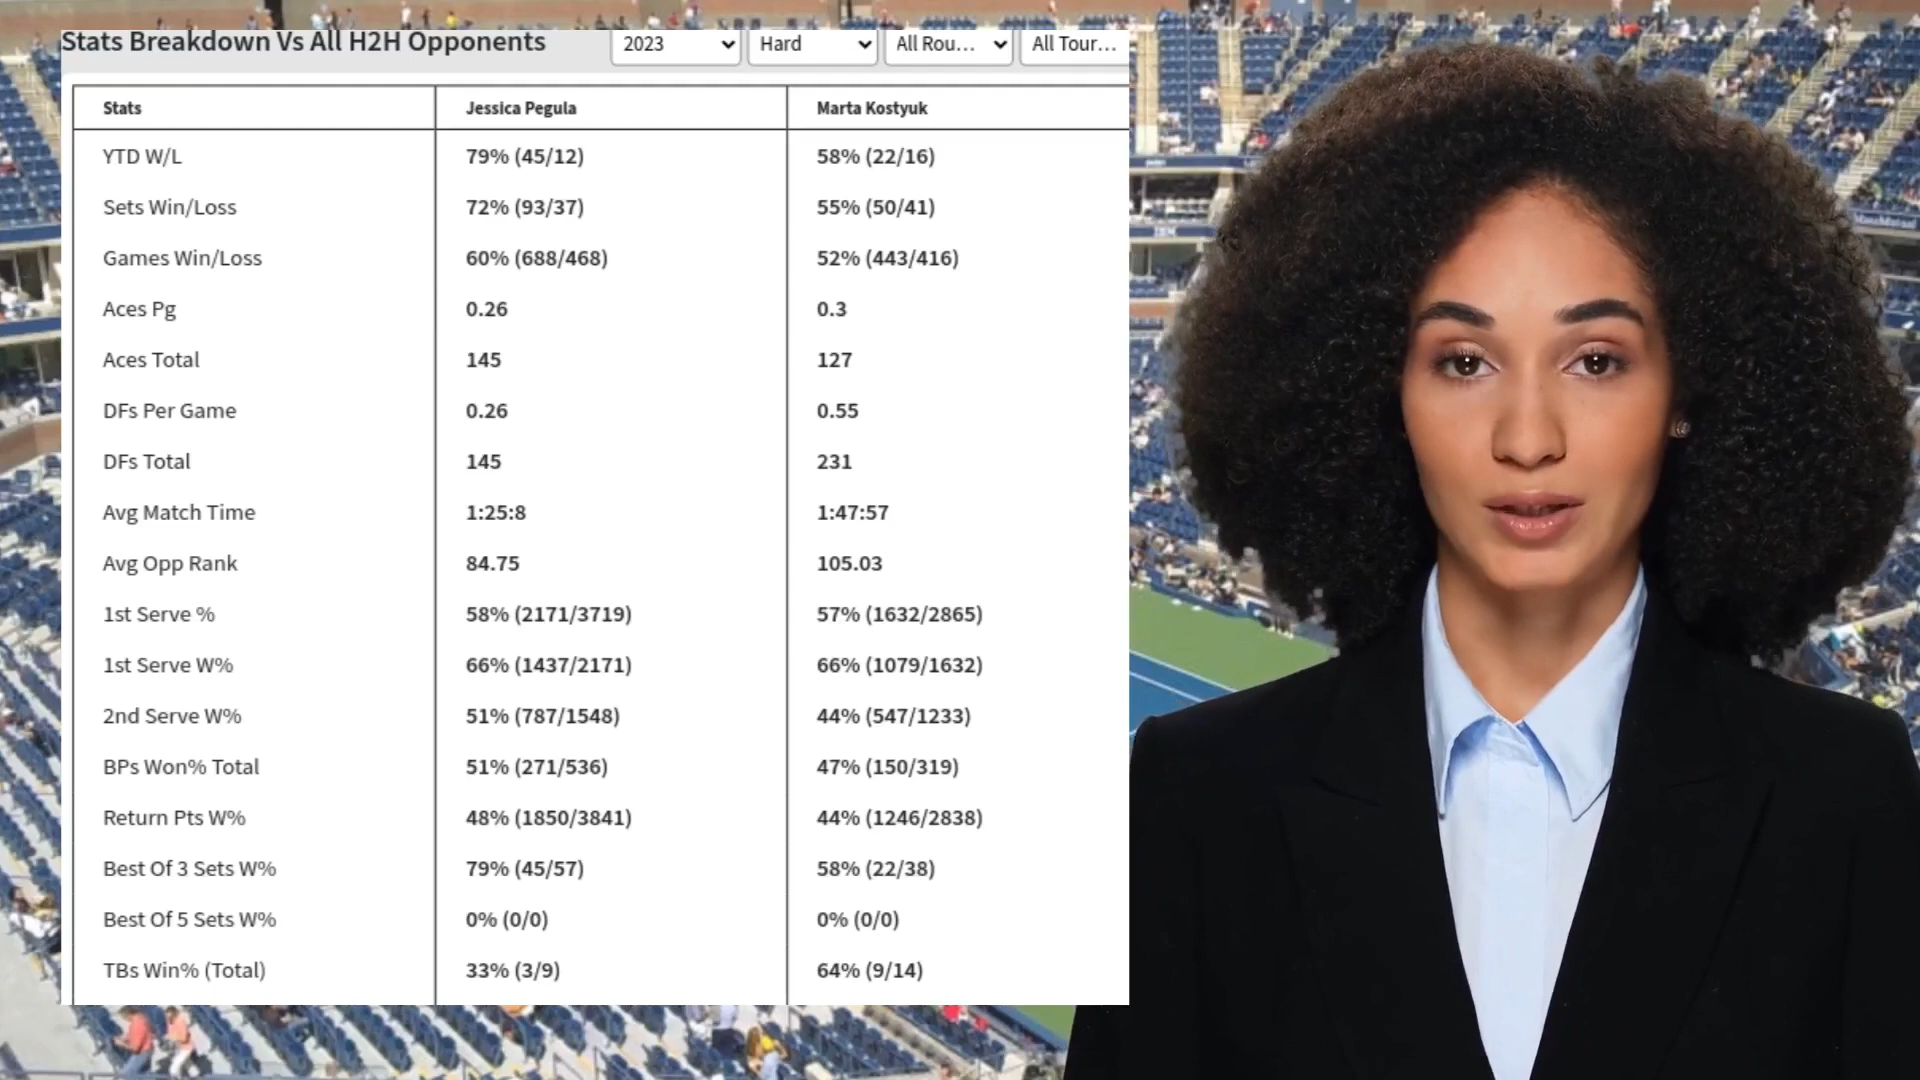 Stats Breakdown Vs All H2H Opponents 2023 Hard All Rou... All Tour...
Stats Jessica Pegula Marta Kostyuk
YTD W/L 79% (45/12) 58% (22/16)
Sets Win/Loss 72% (93/37) 55% (50/41)
Games Win/Loss 60% (688/468) 52% (443/416)
Aces Pg 0.26 0.3
Aces Total 145 127
DFs Per Game 0.26 0.55
DFs Total 145 231
Avg Match Time 1:25:8 1:47:57
Avg Opp Rank 84.75 105.03
1st Serve % 58% (2171/3719) 57% (1632/2865)
1st Serve W% 66% (1437/2171) 66% (1079/1632)
2nd Serve W% 51% (787/1548) 44% (547/1233)
BPs Won% Total 51% (271/536) 47% (150/319)
Return Pts W% 48% (1850/3841) 44% (1246/2838)
Best Of 3 Sets W% 79% (45/57) 58% (22/38)
Best Of 5 Sets W% 0% (0/0) 0% (0/0)
TBs Win% (Total) 33% (3/9) 64% (9/14)